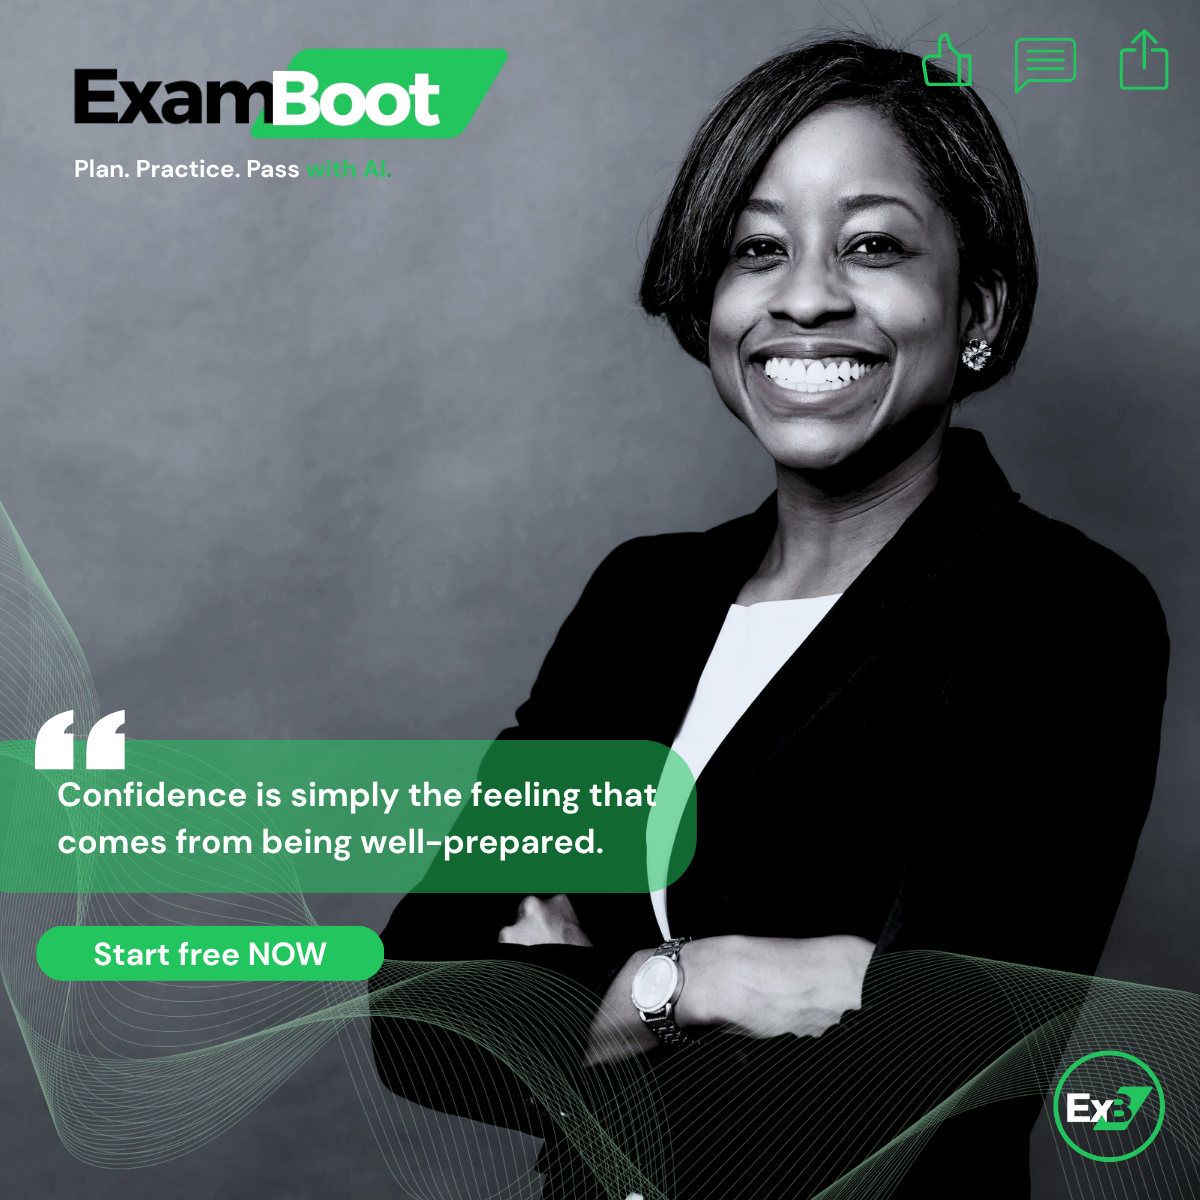 ExamBoot
Plan. Practice. Pass with AI.
Confidence is simply the feeling that
comes from being well-prepared.
Start free NOW
ExB